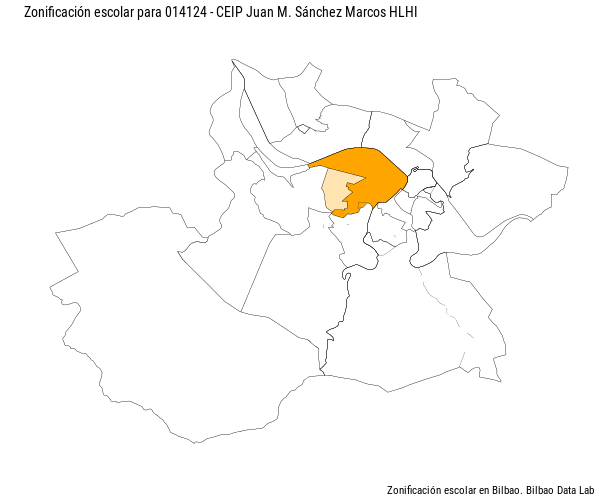 Zonificación escolar para 014124 - CEIP Juan M. Sánchez Marcos HLHI
Zonificación escolar en Bilbao. Bilbao Data Lab